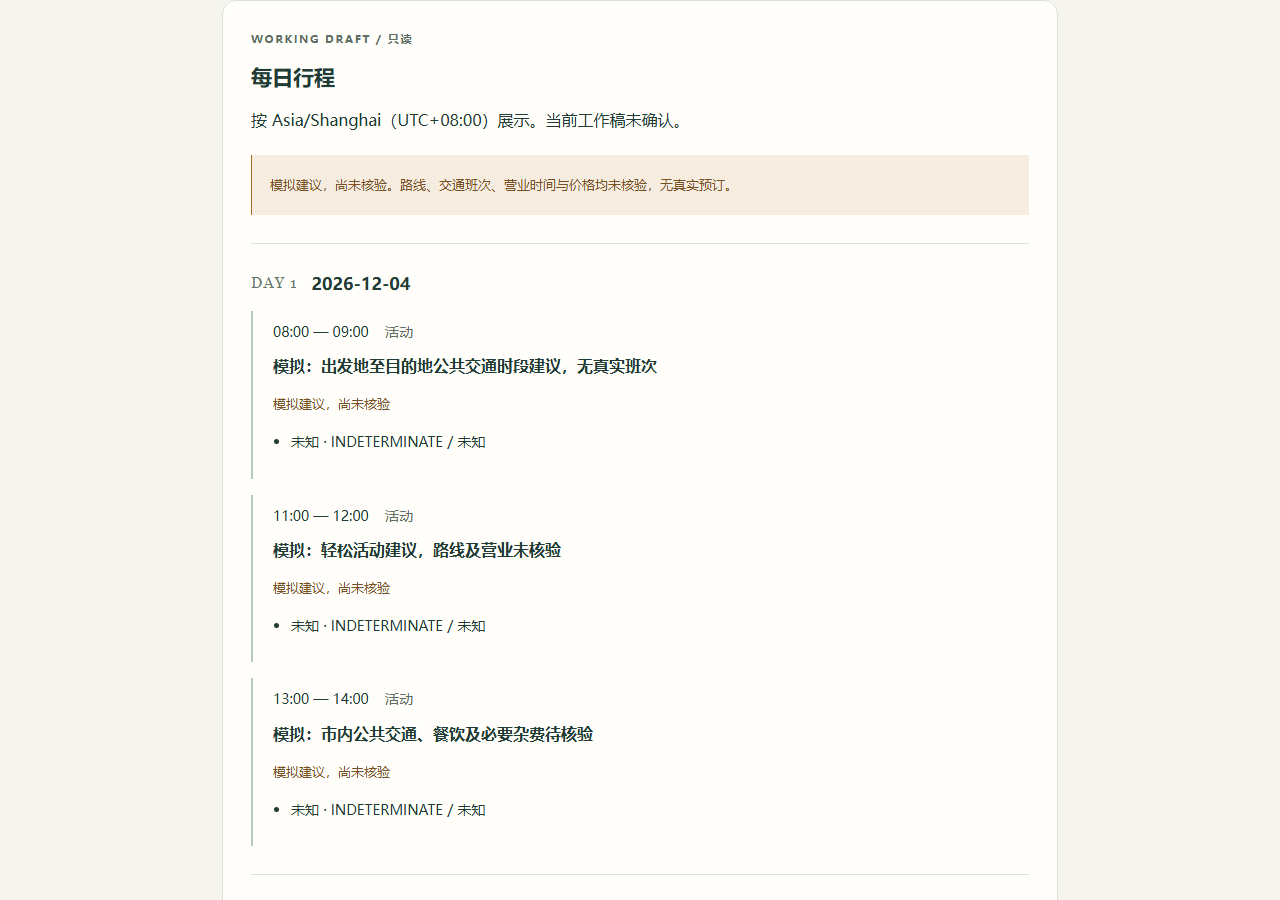 WORKING DRAFT / 只读
每日行程
按 Asia/Shanghai（UTC+08:00）展示。当前工作稿未确认。
模拟建议，尚未核验。路线、交通班次、营业时间与价格均未核验，无真实预订。
DAY 1 2026-12-04
08:00 — 09:00 活动
模拟：出发地至目的地公共交通时段建议，无真实班次
模拟建议，尚未核验
• 未知 · INDETERMINATE / 未知
11:00 — 12:00 活动
模拟：轻松活动建议，路线及营业未核验
模拟建议，尚未核验
• 未知 · INDETERMINATE / 未知
13:00 — 14:00 活动
模拟：市内公共交通、餐饮及必要杂费待核验
模拟建议，尚未核验
• 未知 · INDETERMINATE / 未知